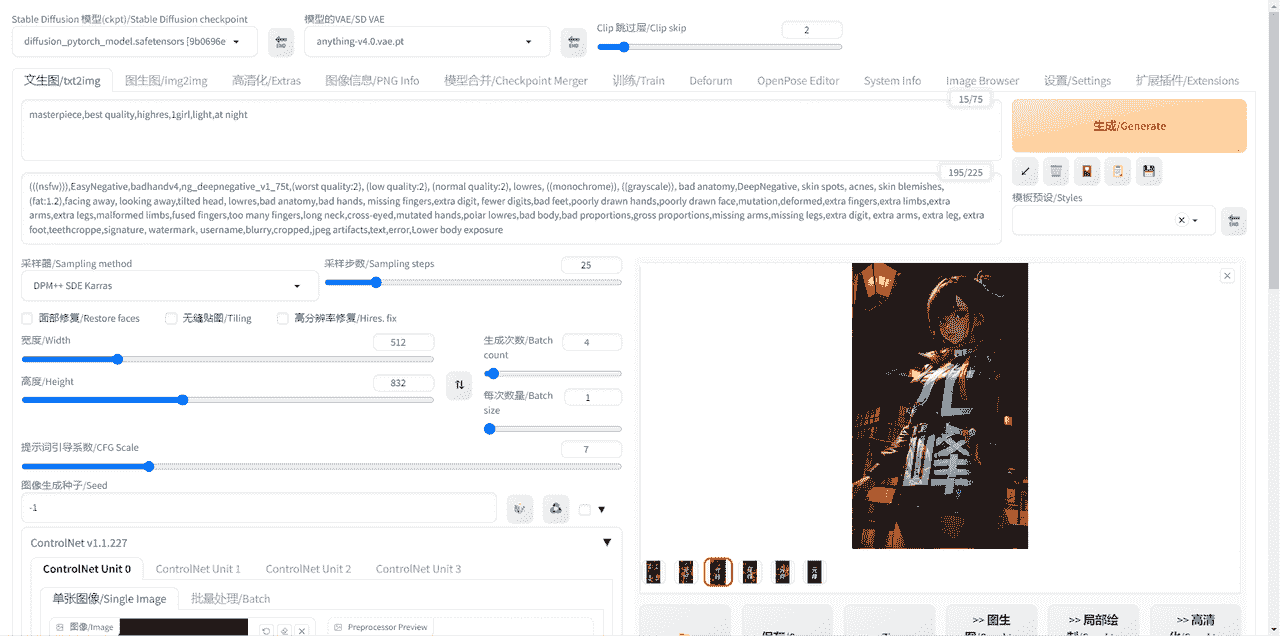 Stable Diffusion 模型(ckpt)/Stable Diffusion checkpoint
模型的VAE/SD VAE
Clip 跳过层/Clip skip
2
diffusion_pytorch_model.safetensors [9b0696e
anything-v4.0.vae.pt
文生图/txt2img
图生图/img2img
高清化/Extras
图像信息/PNG Info
模型合并/Checkpoint Merger
训练/Train
Deforum
OpenPose Editor
System Info
Image Browser
设置/Settings
扩展插件/Extensions
15/75
masterpiece,best quality,highres,1girl,light,at night
生成/Generate
195/225
(((nsfw))),EasyNegative,badhandv4,ng_deepnegative_v1_75t,(worst quality:2), (low quality:2), (normal quality:2), lowres, ((monochrome)), ((grayscale)), bad anatomy,DeepNegative, skin spots, acnes, skin blemishes,
(fat:1.2),facing away, looking away,tilted head, lowres,bad anatomy,bad hands, missing fingers,extra digit, fewer digits,bad feet,poorly drawn hands,poorly drawn face,mutation,deformed,extra fingers,extra limbs,extra
arms,extra legs,malformed limbs,fused fingers,too many fingers,long neck,cross-eyed,mutated hands,polar lowres,bad body,bad proportions,gross proportions,missing arms,missing legs,extra digit, extra arms, extra leg, extra
foot,teethcroppe,signature, watermark, username,blurry,cropped,jpeg artifacts,text,error,Lower body exposure
模板预设/Styles
采样器/Sampling method
采样步数/Sampling steps
25
DPM++ SDE Karras
面部修复/Restore faces
无缝贴图/Tiling
高分辨率修复/Hires. fix
宽度/Width
512
生成次数/Batch
count
4
高度/Height
832
每次数量/Batch
size
1
提示词引导系数/CFG Scale
7
图像生成种子/Seed
-1
元
峰
ControlNet v1.1.227
ControlNet Unit 0
ControlNet Unit 1
ControlNet Unit 2
ControlNet Unit 3
单张图像/Single Image
批量处理/Batch
图像/Image
Preprocessor Preview
>> 图生
>> 局部绘
>> 高清